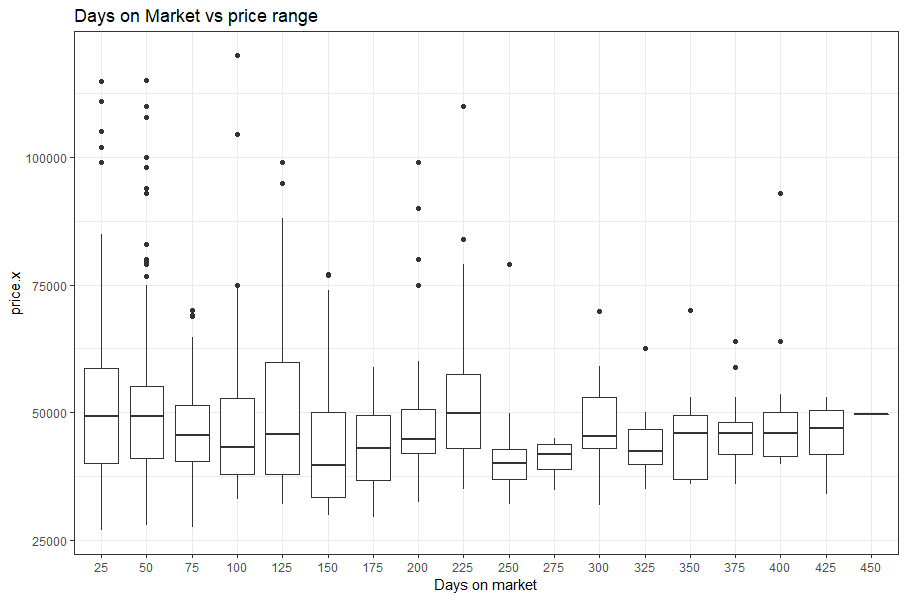 Days on Market vs price range
price.x
100000
75000
50000
25000
25 50 75 100 125 150 175 200 225 250 275 300 325 350 375 400 425 450
Days on market